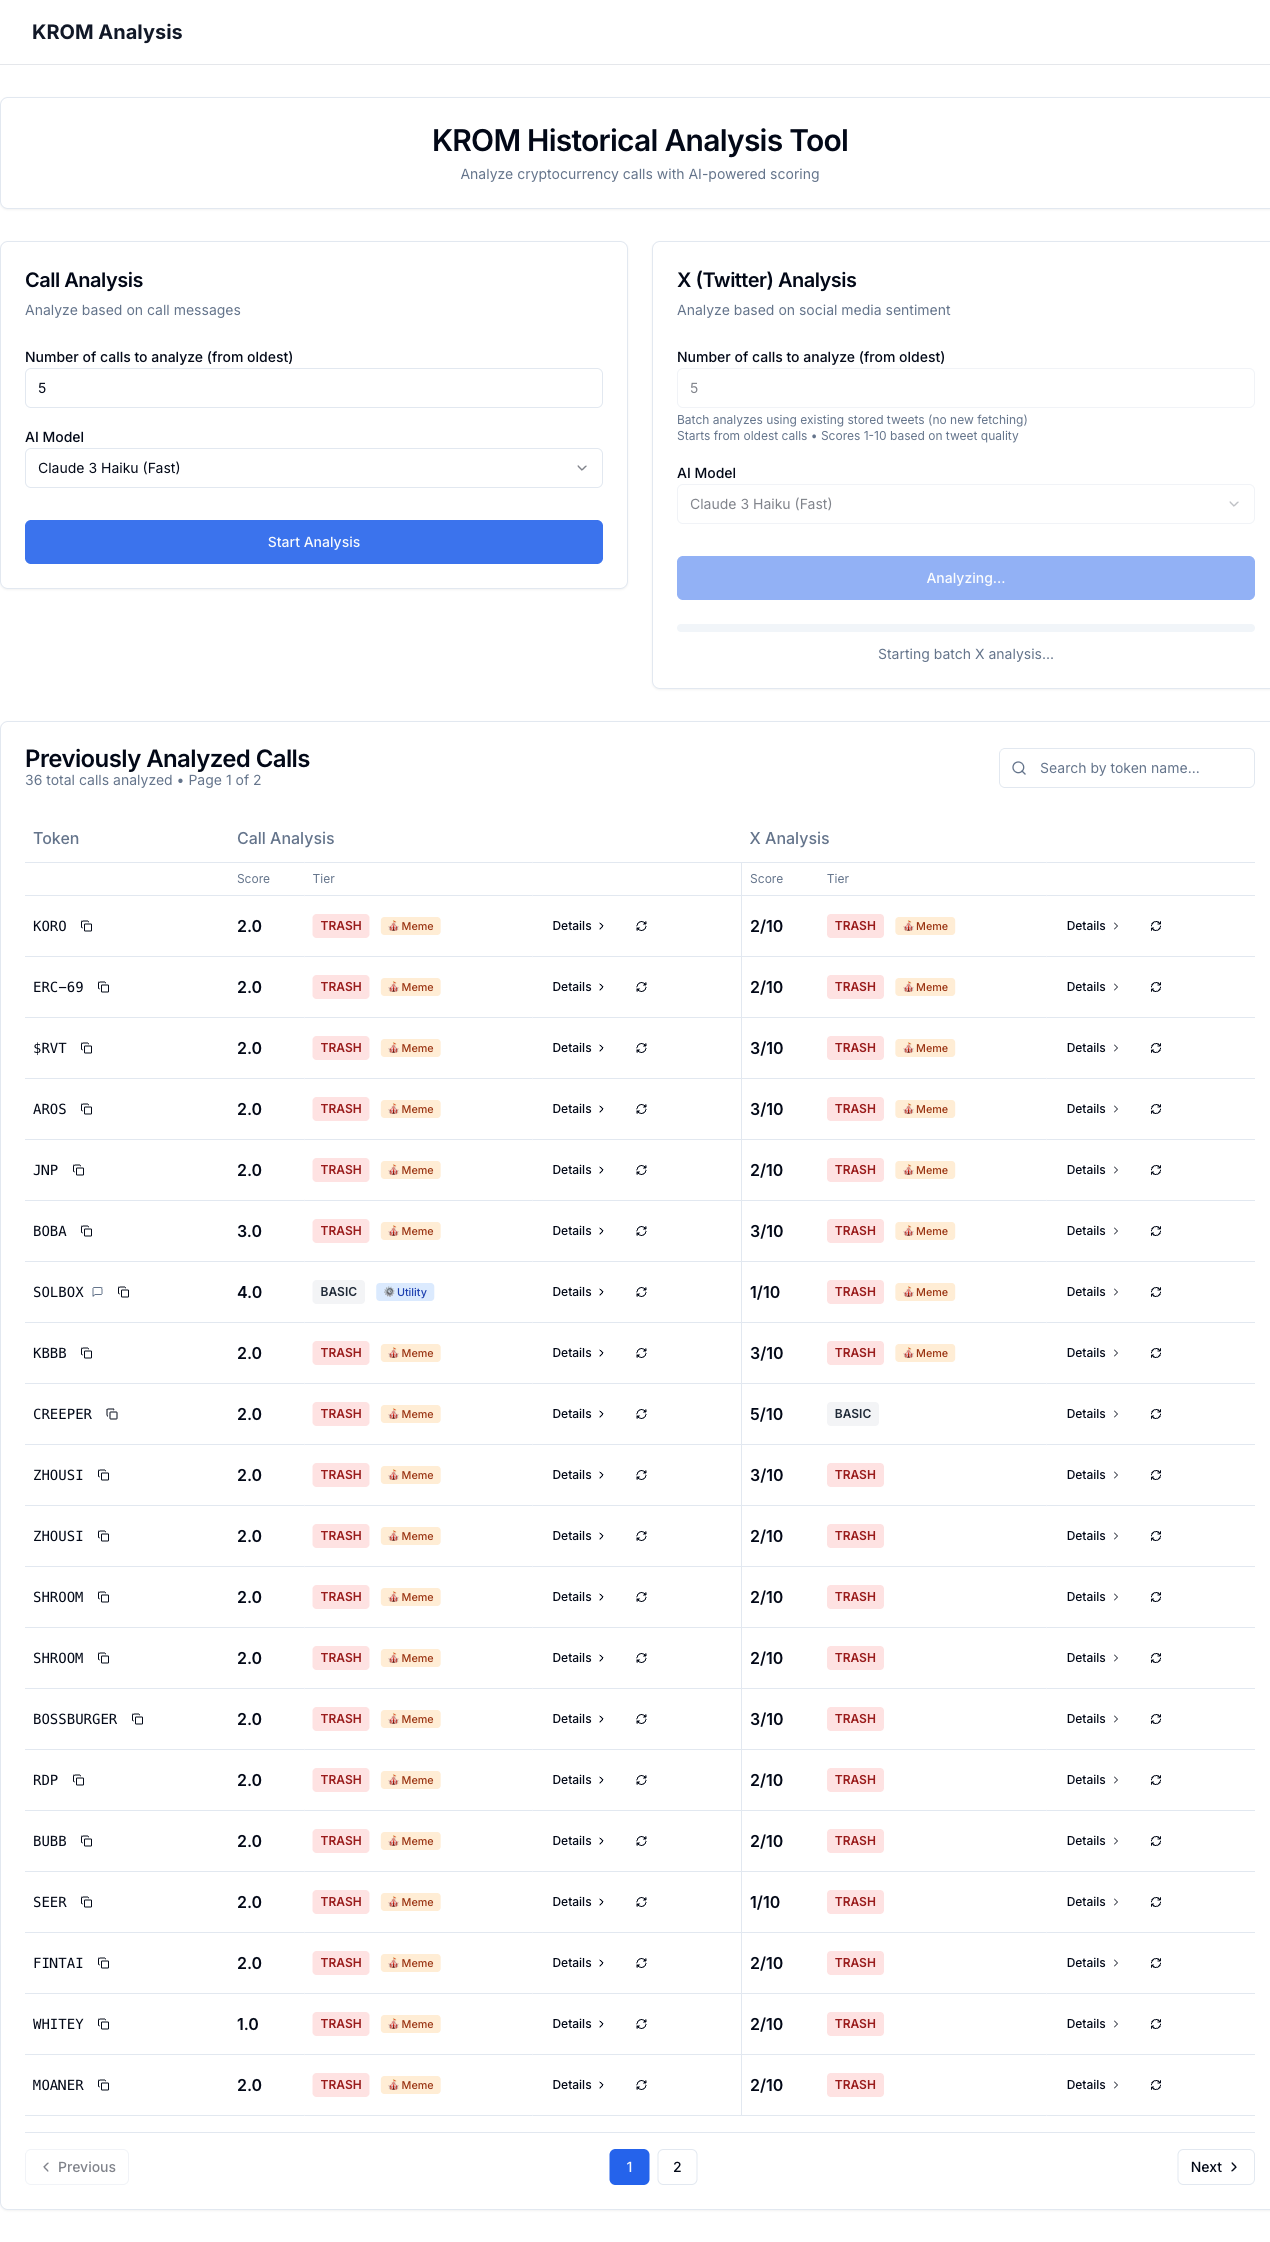 KROM Analysis
KROM Historical Analysis Tool
Analyze cryptocurrency calls with AI-powered scoring
Call Analysis
Analyze based on call messages
Number of calls to analyze (from oldest)
5
AI Model
Claude 3 Haiku (Fast)
Start Analysis
X (Twitter) Analysis
Analyze based on social media sentiment
Number of calls to analyze (from oldest)
5
Batch analyzes using existing stored tweets (no new fetching)
Starts from oldest calls • Scores 1-10 based on tweet quality
AI Model
Claude 3 Haiku (Fast)
Analyzing...
Starting batch X analysis...
Previously Analyzed Calls
36 total calls analyzed • Page 1 of 2
Search by token name...
Token Call Analysis X Analysis
Score Tier Score Tier
KORO 2.0 TRASH Meme Details 2/10 TRASH Meme Details
ERC-69 2.0 TRASH Meme Details 2/10 TRASH Meme Details
$RVT 2.0 TRASH Meme Details 3/10 TRASH Meme Details
AROS 2.0 TRASH Meme Details 3/10 TRASH Meme Details
JNP 2.0 TRASH Meme Details 2/10 TRASH Meme Details
BOBA 3.0 TRASH Meme Details 3/10 TRASH Meme Details
SOLBOX 4.0 BASIC Utility Details 1/10 TRASH Meme Details
KBBB 2.0 TRASH Meme Details 3/10 TRASH Meme Details
CREEPER 2.0 TRASH Meme Details 5/10 BASIC Details
ZHOUSI 2.0 TRASH Meme Details 3/10 TRASH Details
ZHOUSI 2.0 TRASH Meme Details 2/10 TRASH Details
SHROOM 2.0 TRASH Meme Details 2/10 TRASH Details
SHROOM 2.0 TRASH Meme Details 2/10 TRASH Details
BOSSBURGER 2.0 TRASH Meme Details 3/10 TRASH Details
RDP 2.0 TRASH Meme Details 2/10 TRASH Details
BUBB 2.0 TRASH Meme Details 2/10 TRASH Details
SEER 2.0 TRASH Meme Details 1/10 TRASH Details
FINTAI 2.0 TRASH Meme Details 2/10 TRASH Details
WHITEY 1.0 TRASH Meme Details 2/10 TRASH Details
MOANER 2.0 TRASH Meme Details 2/10 TRASH Details
Previous 1 2 Next